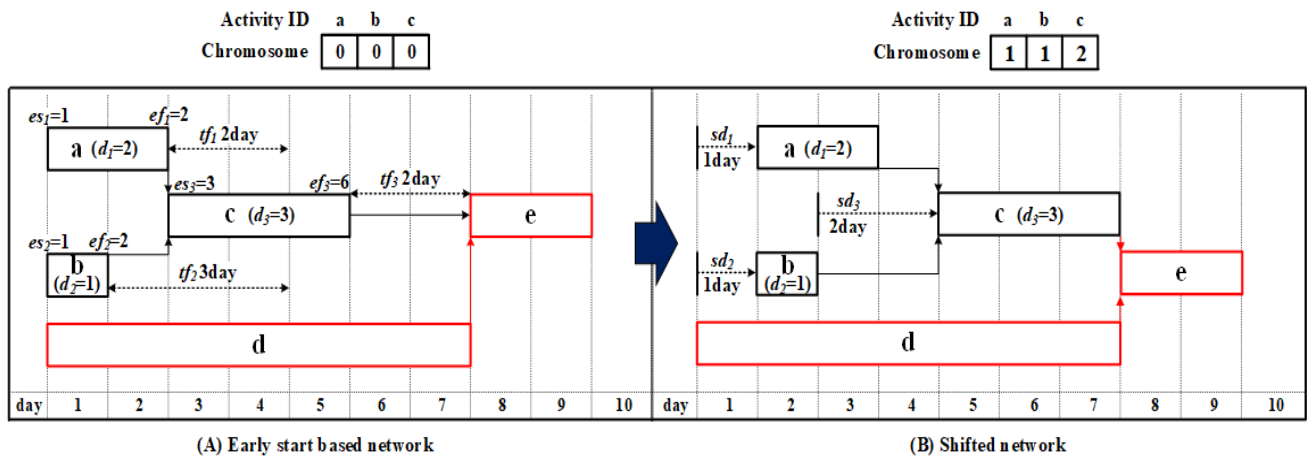 Activity ID a b c
Chromosome 0 0 0
Activity ID a b c
Chromosome 1 1 2
es1=1 ef1=2
a (d1=2)
tf1 2day
es3=3 ef3=6
tf3 2day
c (d3=3)
e
es2=1 ef2=2
b
(d2=1)
tf2 3day
d
day 1 2 3 4 5 6 7 8 9 10
(A) Early start based network
sd1
1day
a (d1=2)
sd3
2day
c (d3=3)
sd2
1day
b
(d2=1)
e
d
day 1 2 3 4 5 6 7 8 9 10
(B) Shifted network